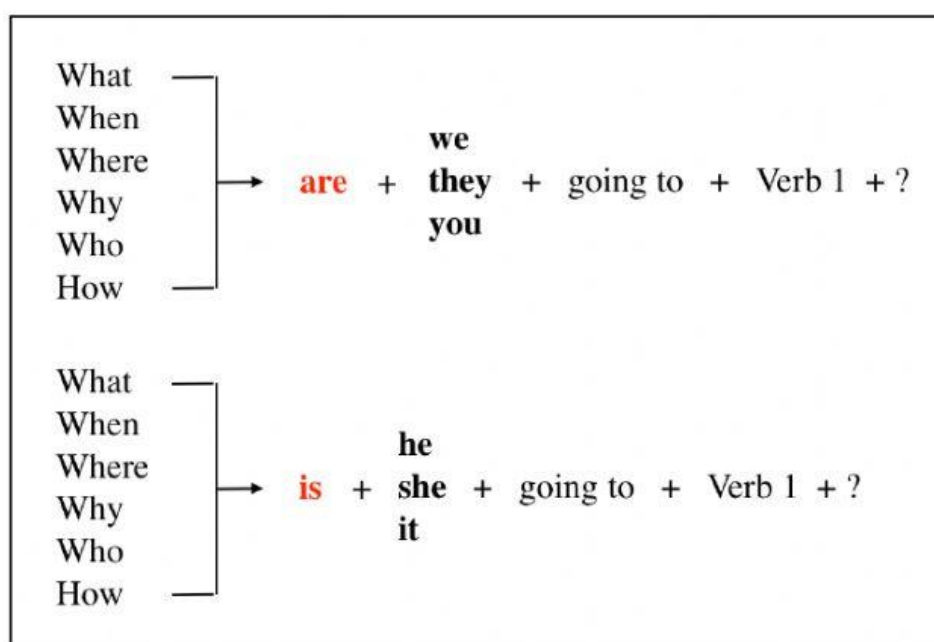 What
When
we
Where
are + they + going to + Verb 1 + ?
Why
you
Who
How
What
When
he
Where
is + she + going to + Verb 1 + ?
Why
it
Who
How